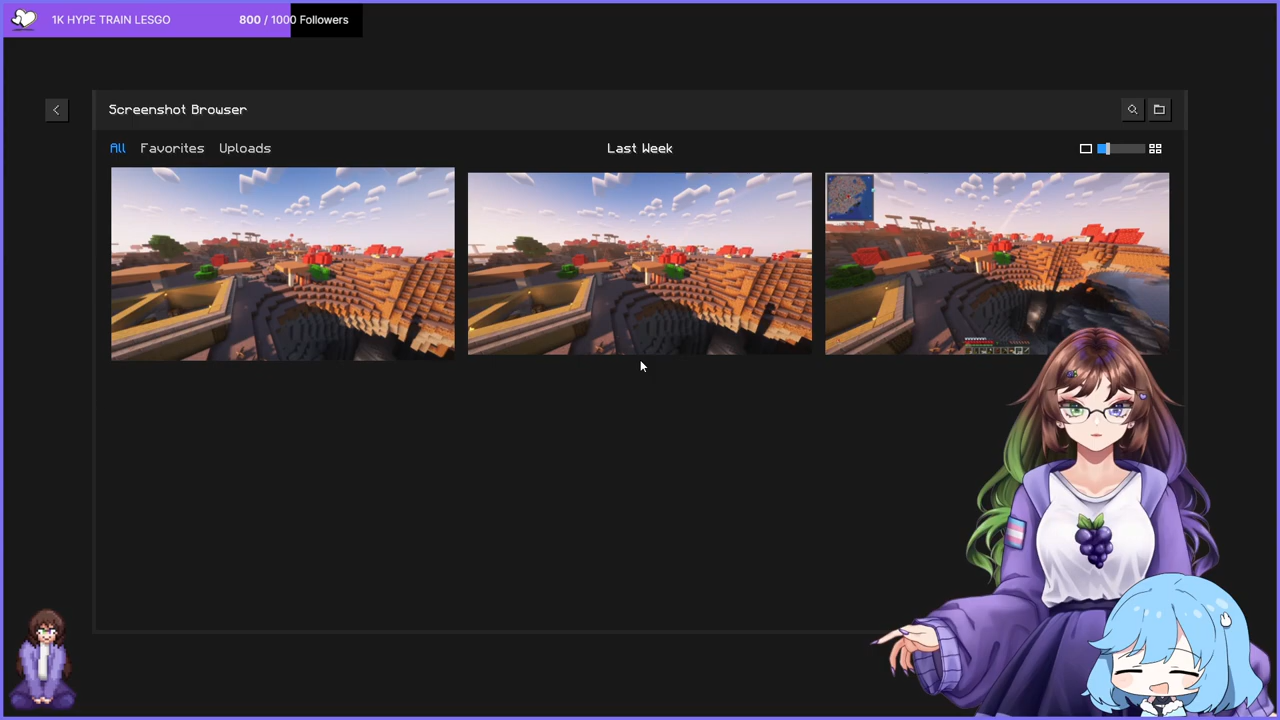 1K HYPE TRAIN LESGO 800 / 1000 Followers
Screenshot Browser
All Favorites Uploads Last Week